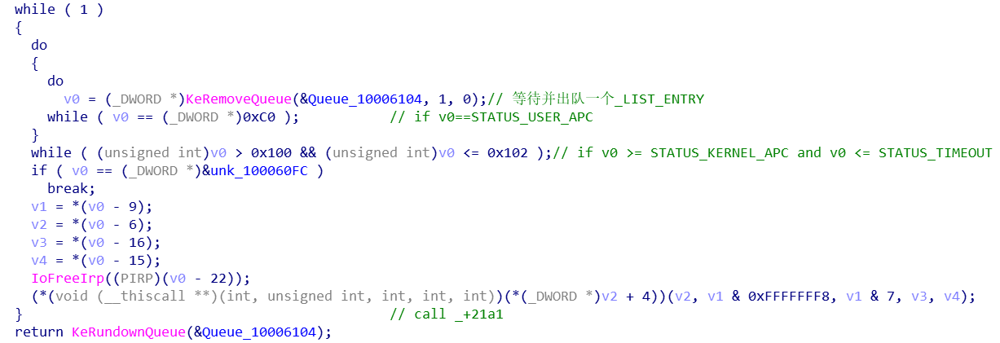 while ( 1 )
{
  do
  {
    do
      v0 = (_DWORD *)KeRemoveQueue(&Queue_10006104, 1, 0);// 等待并出队一个_LIST_ENTRY
    while ( v0 == (_DWORD *)0xC0 );           // if v0==STATUS_USER_APC
  }
  while ( (unsigned int)v0 > 0x100 && (unsigned int)v0 <= 0x102 );// if v0 >= STATUS_KERNEL_APC and v0 <= STATUS_TIMEOUT
  if ( v0 == (_DWORD *)&unk_100060FC )
    break;
  v1 = *(v0 - 9);
  v2 = *(v0 - 6);
  v3 = *(v0 - 16);
  v4 = *(v0 - 15);
  IoFreeIrp((PIRP)(v0 - 22));
  (*(void (__thiscall **)(int, unsigned int, int, int, int))(*(_DWORD *)v2 + 4))(v2, v1 & 0xFFFFFFF8, v1 & 7, v3, v4);
}                                             // call _+21a1
return KeRundownQueue(&Queue_10006104);